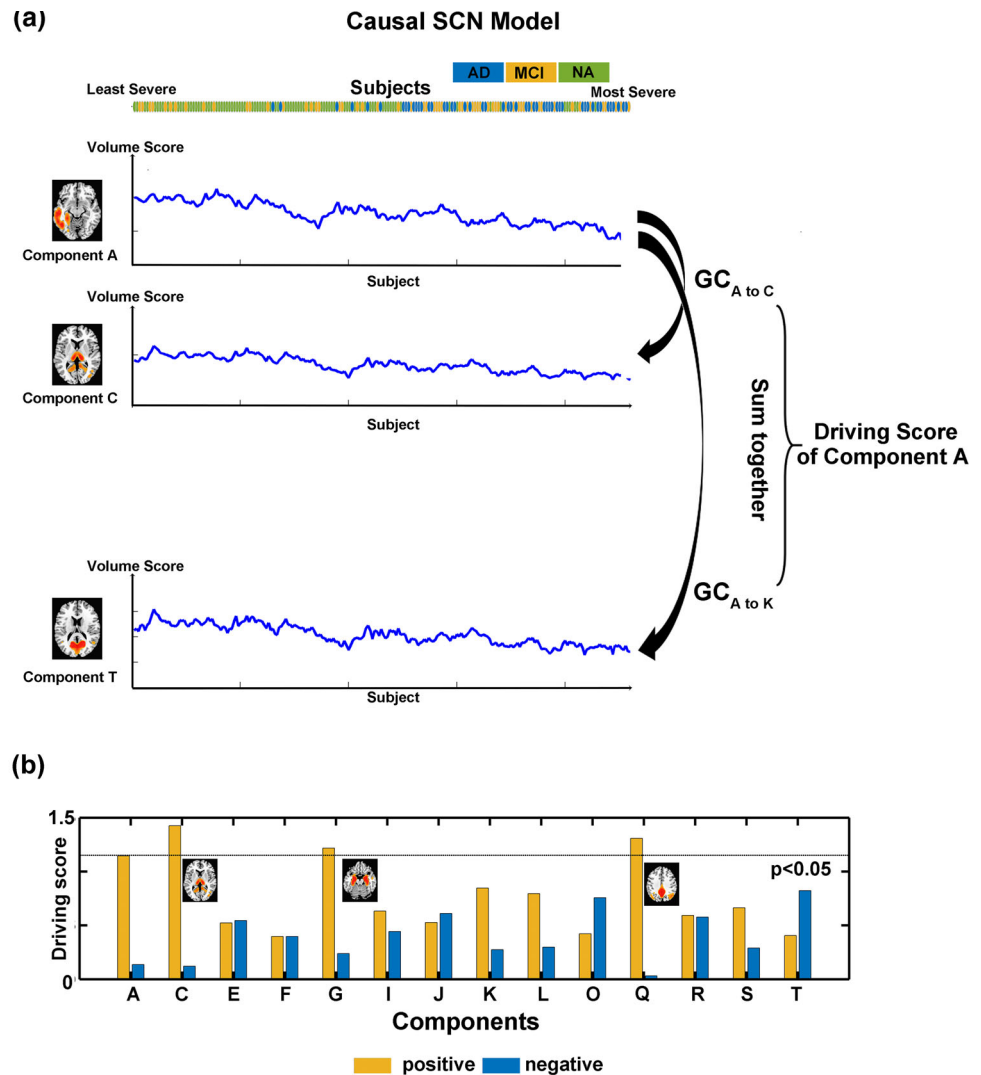 (a)
Causal SCN Model
AD MCI NA
Least Severe Subjects Most Severe
Volume Score
Component A
Subject
GC A to C
Volume Score
Component C
Subject
Sum together
Driving Score
of Component A
Volume Score
GC A to K
Component T
Subject
(b)
1.5
Driving score
p<0.05
0
A C E F G I J K L O Q R S T
Components
positive negative